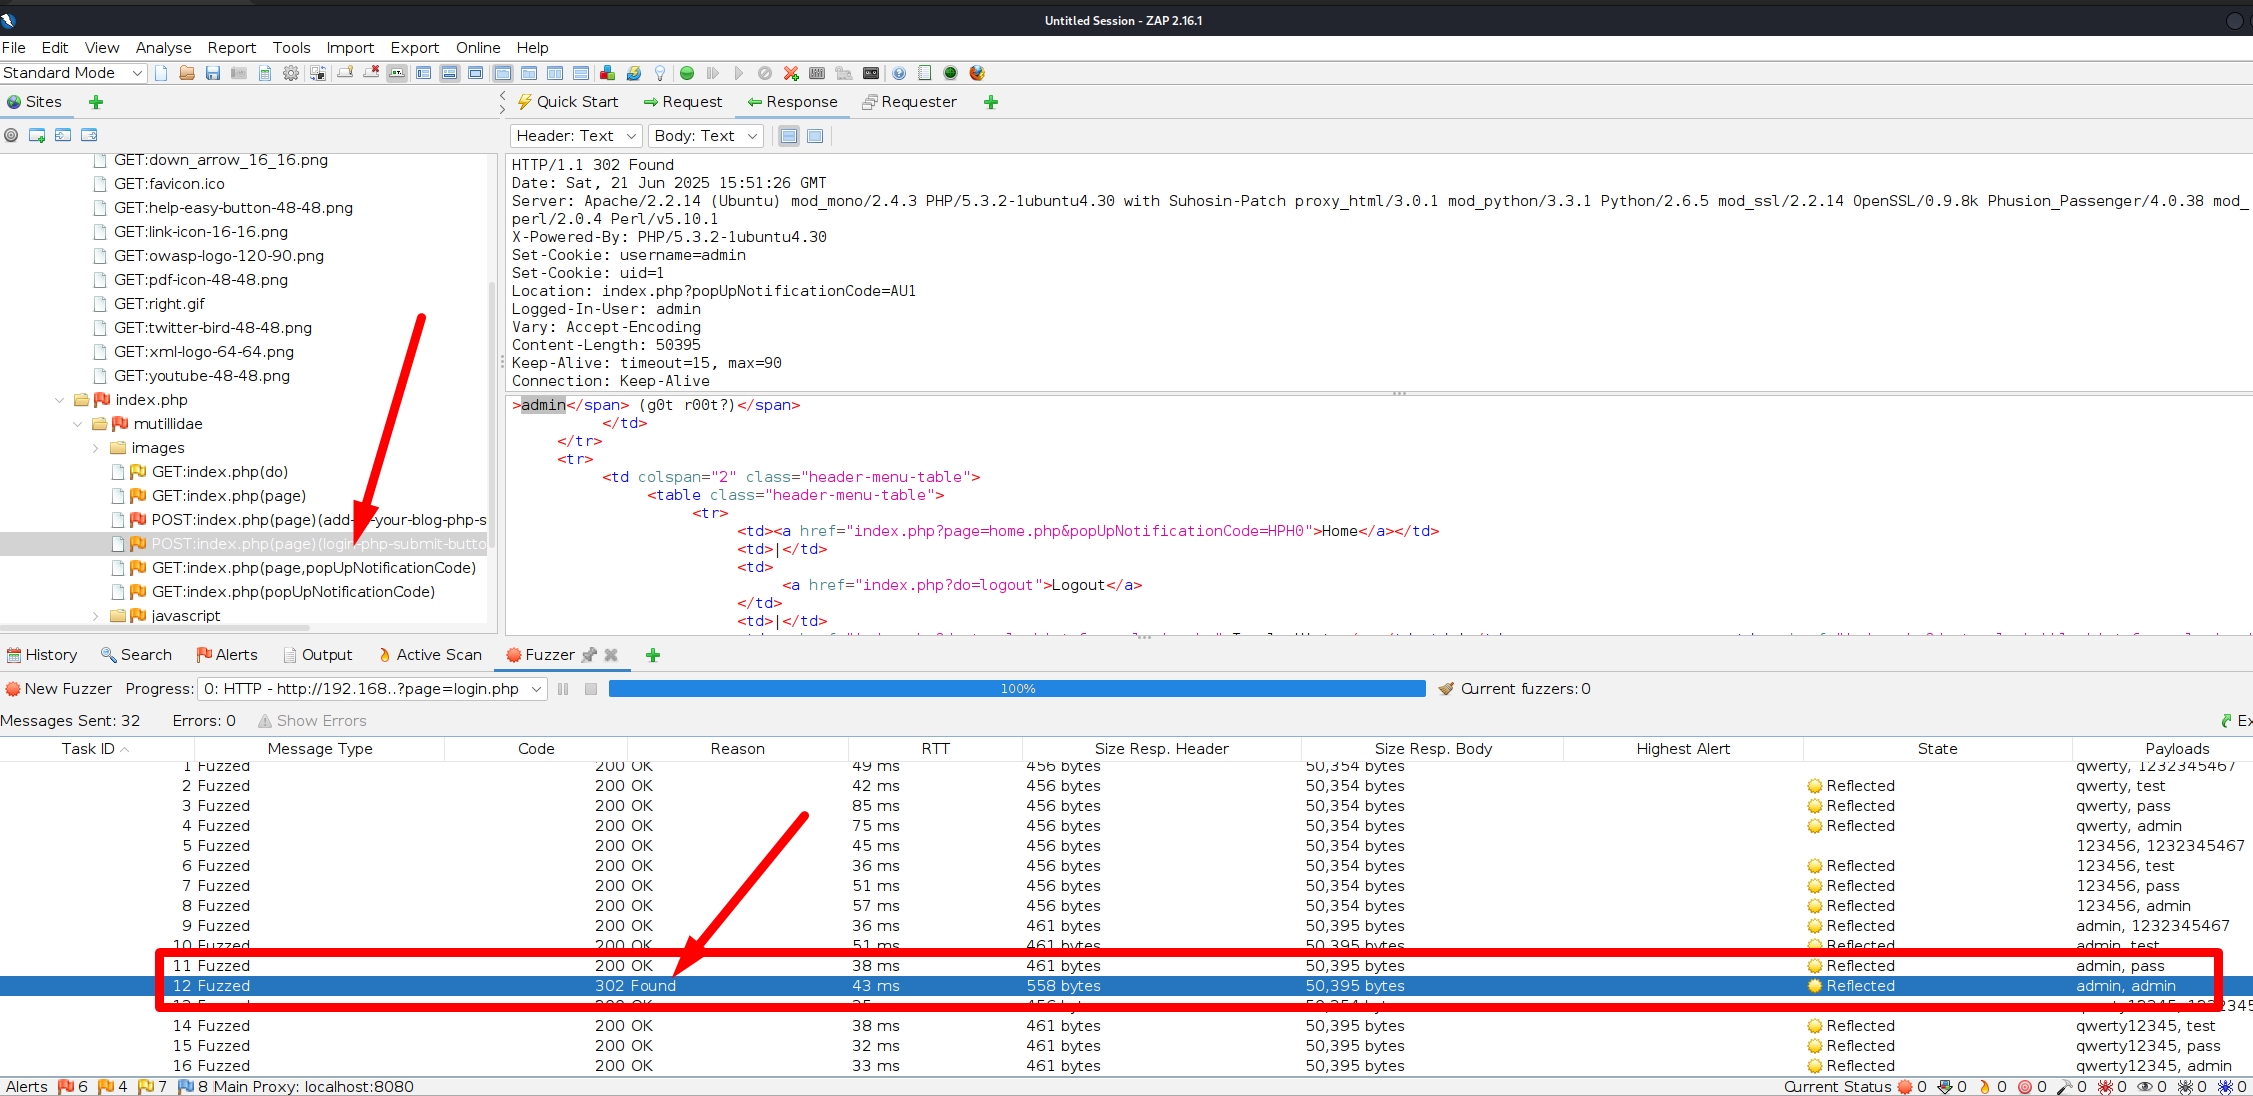 Untitled Session - ZAP 2.16.1
File Edit View Analyse Report Tools Import Export Online Help
Standard Mode
Sites
Quick Start Request Response Requester
Header: Text Body: Text
GET:down_arrow_16_16.png
GET:favicon.ico
GET:help-easy-button-48-48.png
GET:link-icon-16-16.png
GET:owasp-logo-120-90.png
GET:pdf-icon-48-48.png
GET:right.gif
GET:twitter-bird-48-48.png
GET:xml-logo-64-64.png
GET:youtube-48-48.png
index.php
mutillidae
images
GET:index.php(do)
GET:index.php(page)
POST:index.php(page)(add- -your-blog-php-s
POST:index.php(page)(login-php-submit-butto
GET:index.php(page,popUpNotificationCode)
GET:index.php(popUpNotificationCode)
javascript
HTTP/1.1 302 Found
Date: Sat, 21 Jun 2025 15:51:26 GMT
Server: Apache/2.2.14 (Ubuntu) mod_mono/2.4.3 PHP/5.3.2-1ubuntu4.30 with Suhosin-Patch proxy_html/3.0.1 mod_python/3.3.1 Python/2.6.5 mod_ssl/2.2.14 OpenSSL/0.9.8k Phusion_Passenger/4.0.38 mod_
perl/2.0.4 Perl/v5.10.1
X-Powered-By: PHP/5.3.2-1ubuntu4.30
Set-Cookie: username=admin
Set-Cookie: uid=1
Location: index.php?popUpNotificationCode=AU1
Logged-In-User: admin
Vary: Accept-Encoding
Content-Length: 50395
Keep-Alive: timeout=15, max=90
Connection: Keep-Alive
>admin</span> (g0t r00t?)</span>
</td>
</tr>
<tr>
<td colspan="2" class="header-menu-table">
<table class="header-menu-table">
<tr>
<td><a href="index.php?page=home.php&popUpNotificationCode=HPH0">Home</a></td>
<td>|</td>
<td>
<a href="index.php?do=logout">Logout</a>
</td>
<td>|</td>
History Search Alerts Output Active Scan Fuzzer
New Fuzzer Progress: 0: HTTP - http://192.168..?page=login.php 100% Current fuzzers: 0
Messages Sent: 32 Errors: 0 Show Errors Ex
Task ID Message Type Code Reason RTT Size Resp. Header Size Resp. Body Highest Alert State Payloads
1 Fuzzed 200 OK 49 ms 456 bytes 50,354 bytes qwerty, 1232345467
2 Fuzzed 200 OK 42 ms 456 bytes 50,354 bytes Reflected qwerty, test
3 Fuzzed 200 OK 85 ms 456 bytes 50,354 bytes Reflected qwerty, pass
4 Fuzzed 200 OK 75 ms 456 bytes 50,354 bytes Reflected qwerty, admin
5 Fuzzed 200 OK 45 ms 456 bytes 50,354 bytes 123456, 1232345467
6 Fuzzed 200 OK 36 ms 456 bytes 50,354 bytes Reflected 123456, test
7 Fuzzed 200 OK 51 ms 456 bytes 50,354 bytes Reflected 123456, pass
8 Fuzzed 200 OK 57 ms 456 bytes 50,354 bytes Reflected 123456, admin
9 Fuzzed 200 OK 36 ms 461 bytes 50,395 bytes Reflected admin, 1232345467
10 Fuzzed 200 OK 51 ms 461 bytes 50,395 bytes Reflected admin, test
11 Fuzzed 200 OK 38 ms 461 bytes 50,395 bytes Reflected admin, pass
12 Fuzzed 302 Found 43 ms 558 bytes 50,395 bytes Reflected admin, admin
14 Fuzzed 200 OK 38 ms 461 bytes 50,395 bytes Reflected qwerty12345, test
15 Fuzzed 200 OK 32 ms 461 bytes 50,395 bytes Reflected qwerty12345, pass
16 Fuzzed 200 OK 33 ms 461 bytes 50,395 bytes Reflected qwerty12345, admin
Alerts 6 4 7 8 Main Proxy: localhost:8080 Current Status 0 0 0 0 0 0 0 0 0